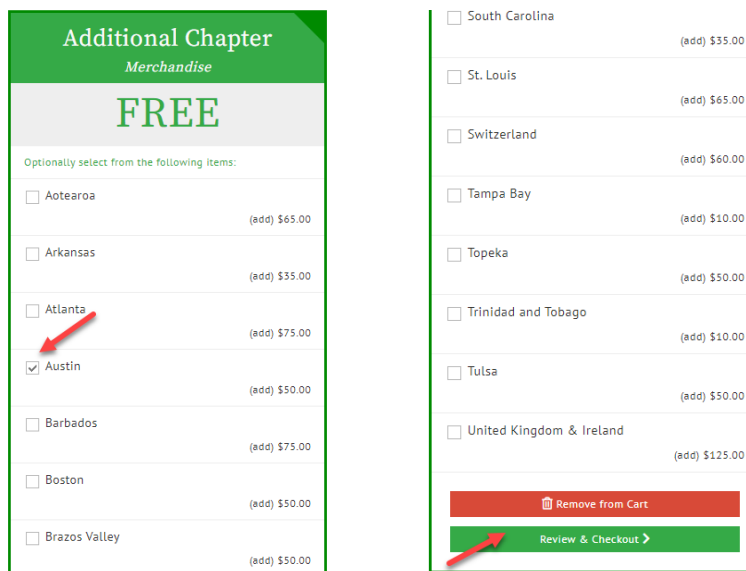 Additional Chapter
Merchandise
FREE
Optionally select from the following items:
Aotearoa
(add) $65.00
Arkansas
(add) $35.00
Atlanta
(add) $75.00
Austin
(add) $50.00
Barbados
(add) $75.00
Boston
(add) $50.00
Brazos Valley
(add) $50.00
South Carolina
(add) $35.00
St. Louis
(add) $65.00
Switzerland
(add) $60.00
Tampa Bay
(add) $10.00
Topeka
(add) $50.00
Trinidad and Tobago
(add) $10.00
Tulsa
(add) $50.00
United Kingdom & Ireland
(add) $125.00
Remove from Cart
Review & Checkout